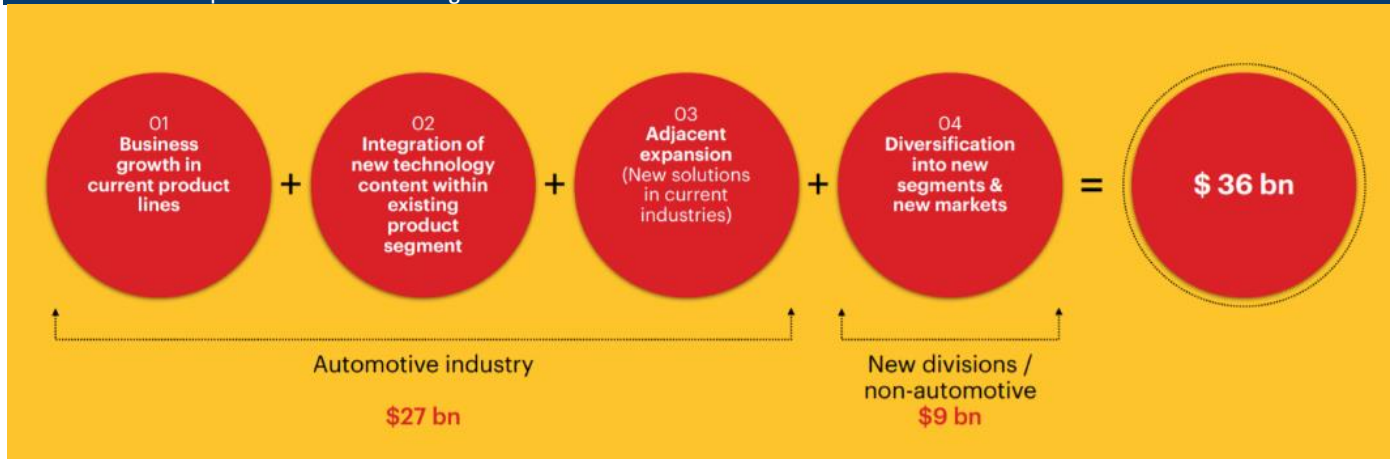 01
Business
growth in
current product
lines
+
02
Integration of
new technology
content within
existing
product
segment
+
03
Adjacent
expansion
(New solutions
in current
industries)
+
04
Diversification
into new
segments &
new markets
=
$ 36 bn
Automotive industry
$27 bn
New divisions /
non-automotive
$9 bn